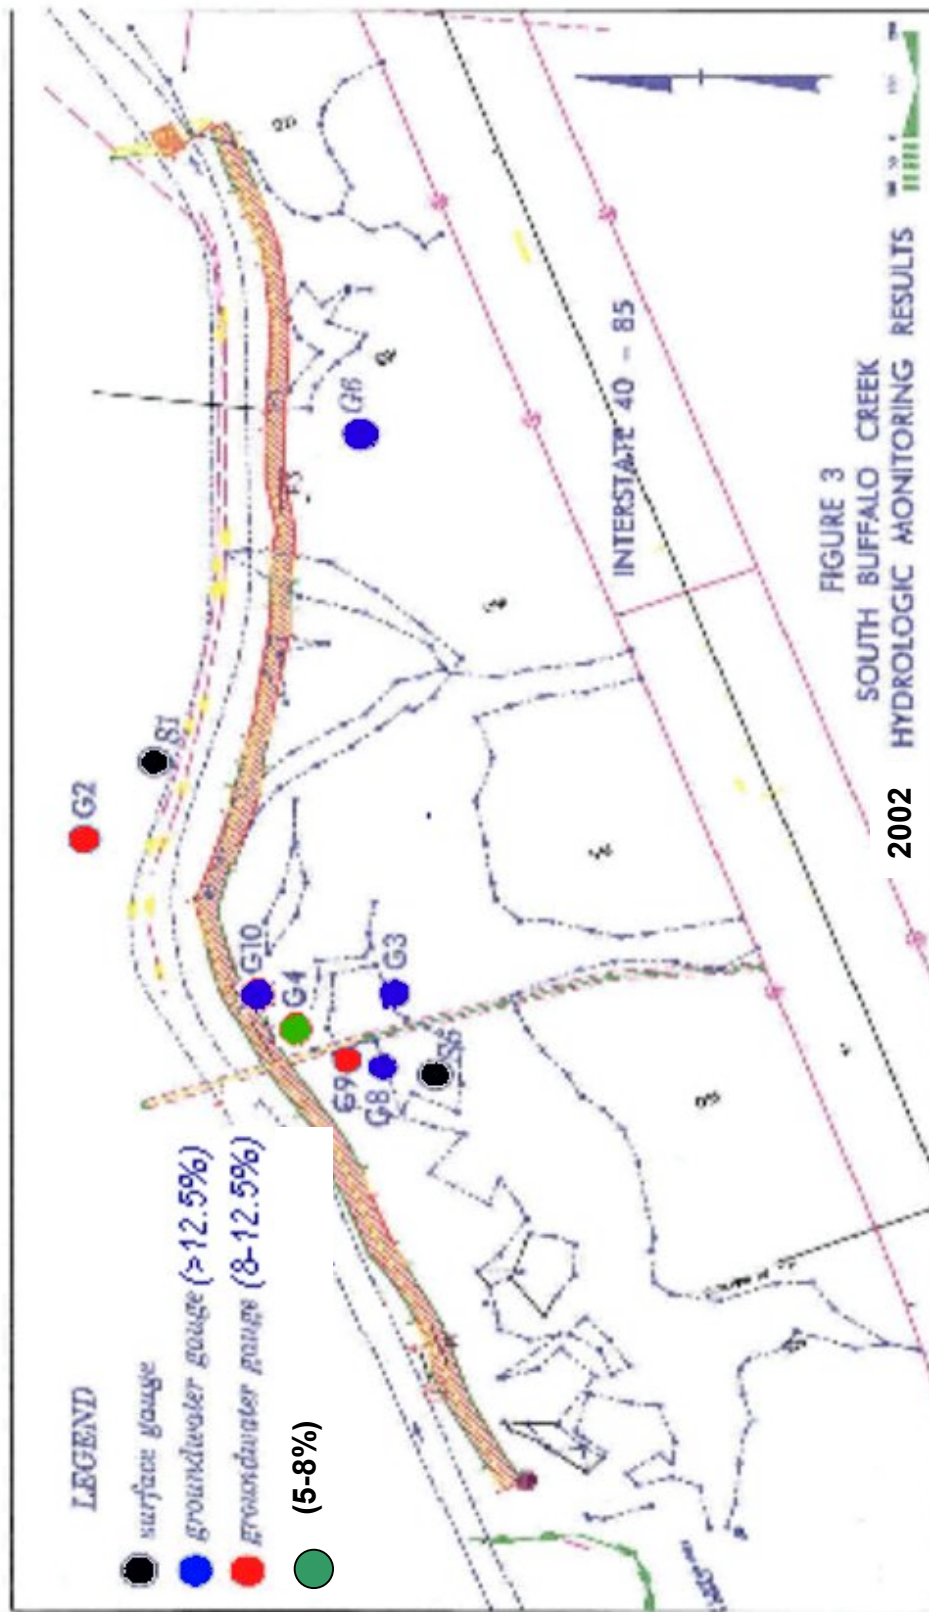 LEGEND
surface gauge
groundwater gauge (>12.5%)
groundwater gauge (8-12.5%)
(5-8%)
G2
S1
G10
G4
G9
G8
G3
S6
G6
INTERSTATE 40 - 85
FIGURE 3
SOUTH BUFFALO CREEK
2002 HYDROLOGIC MONITORING RESULTS